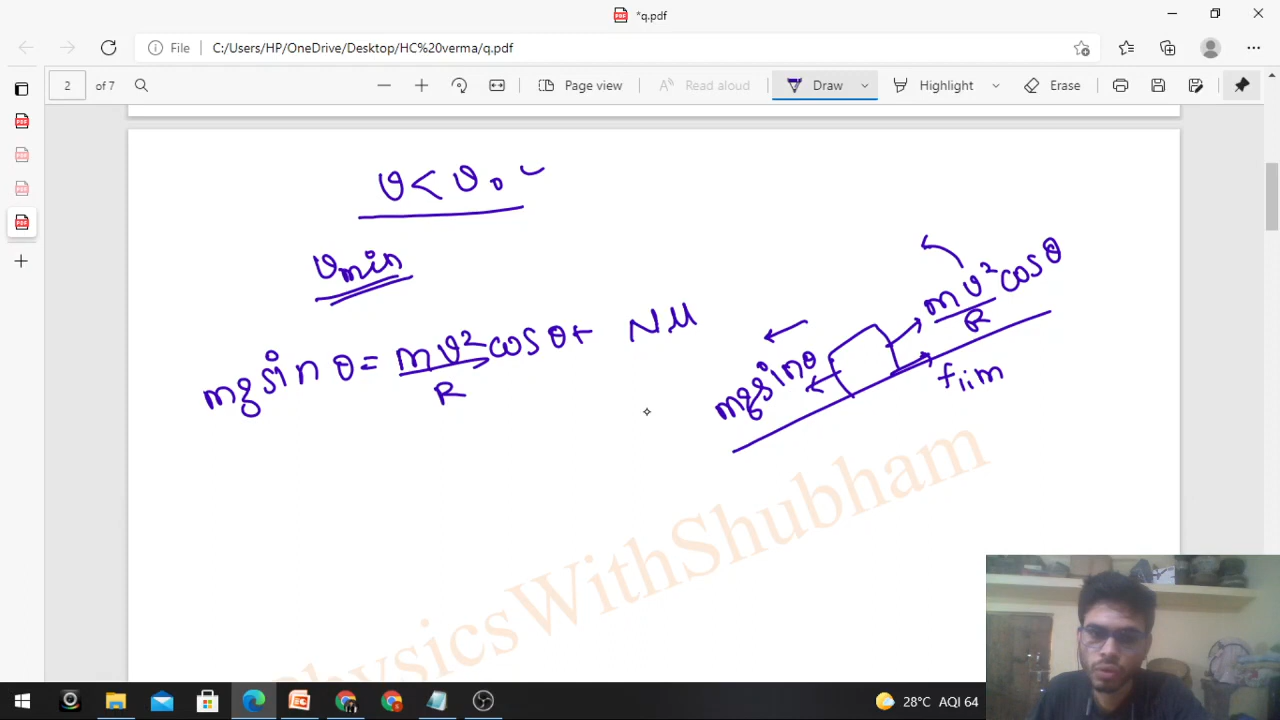 *q.pdf
File C:/Users/HP/OneDrive/Desktop/HC%20verma/q.pdf
2 of 7 Page view Read aloud Draw Highlight Erase
v < v₀
vmin
mg sin θ = mv²/R cos θ + Nμ
mv²/R cos θ
mg sin θ
flim
PhysicsWithShubham
28°C AQI 64